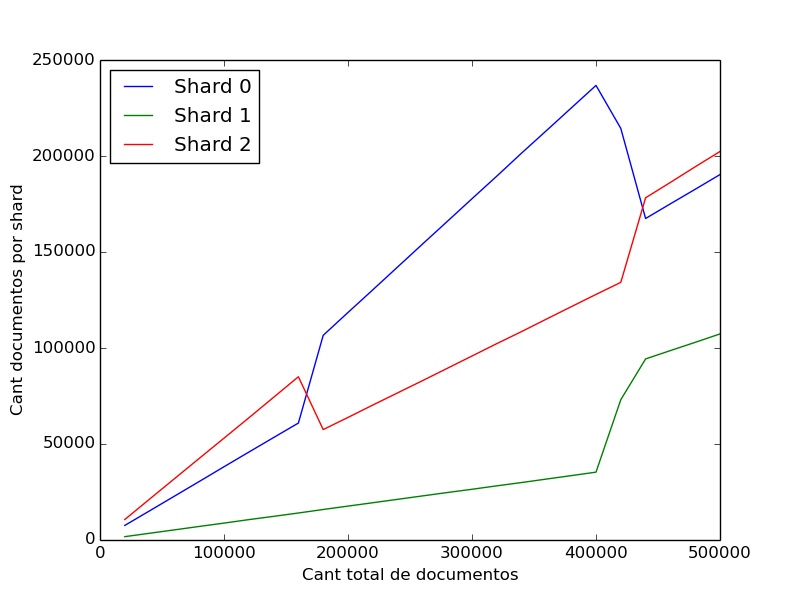 250000
200000
150000
100000
50000
0
Cant documentos por shard
Shard 0
Shard 1
Shard 2
0 100000 200000 300000 400000 500000
Cant total de documentos